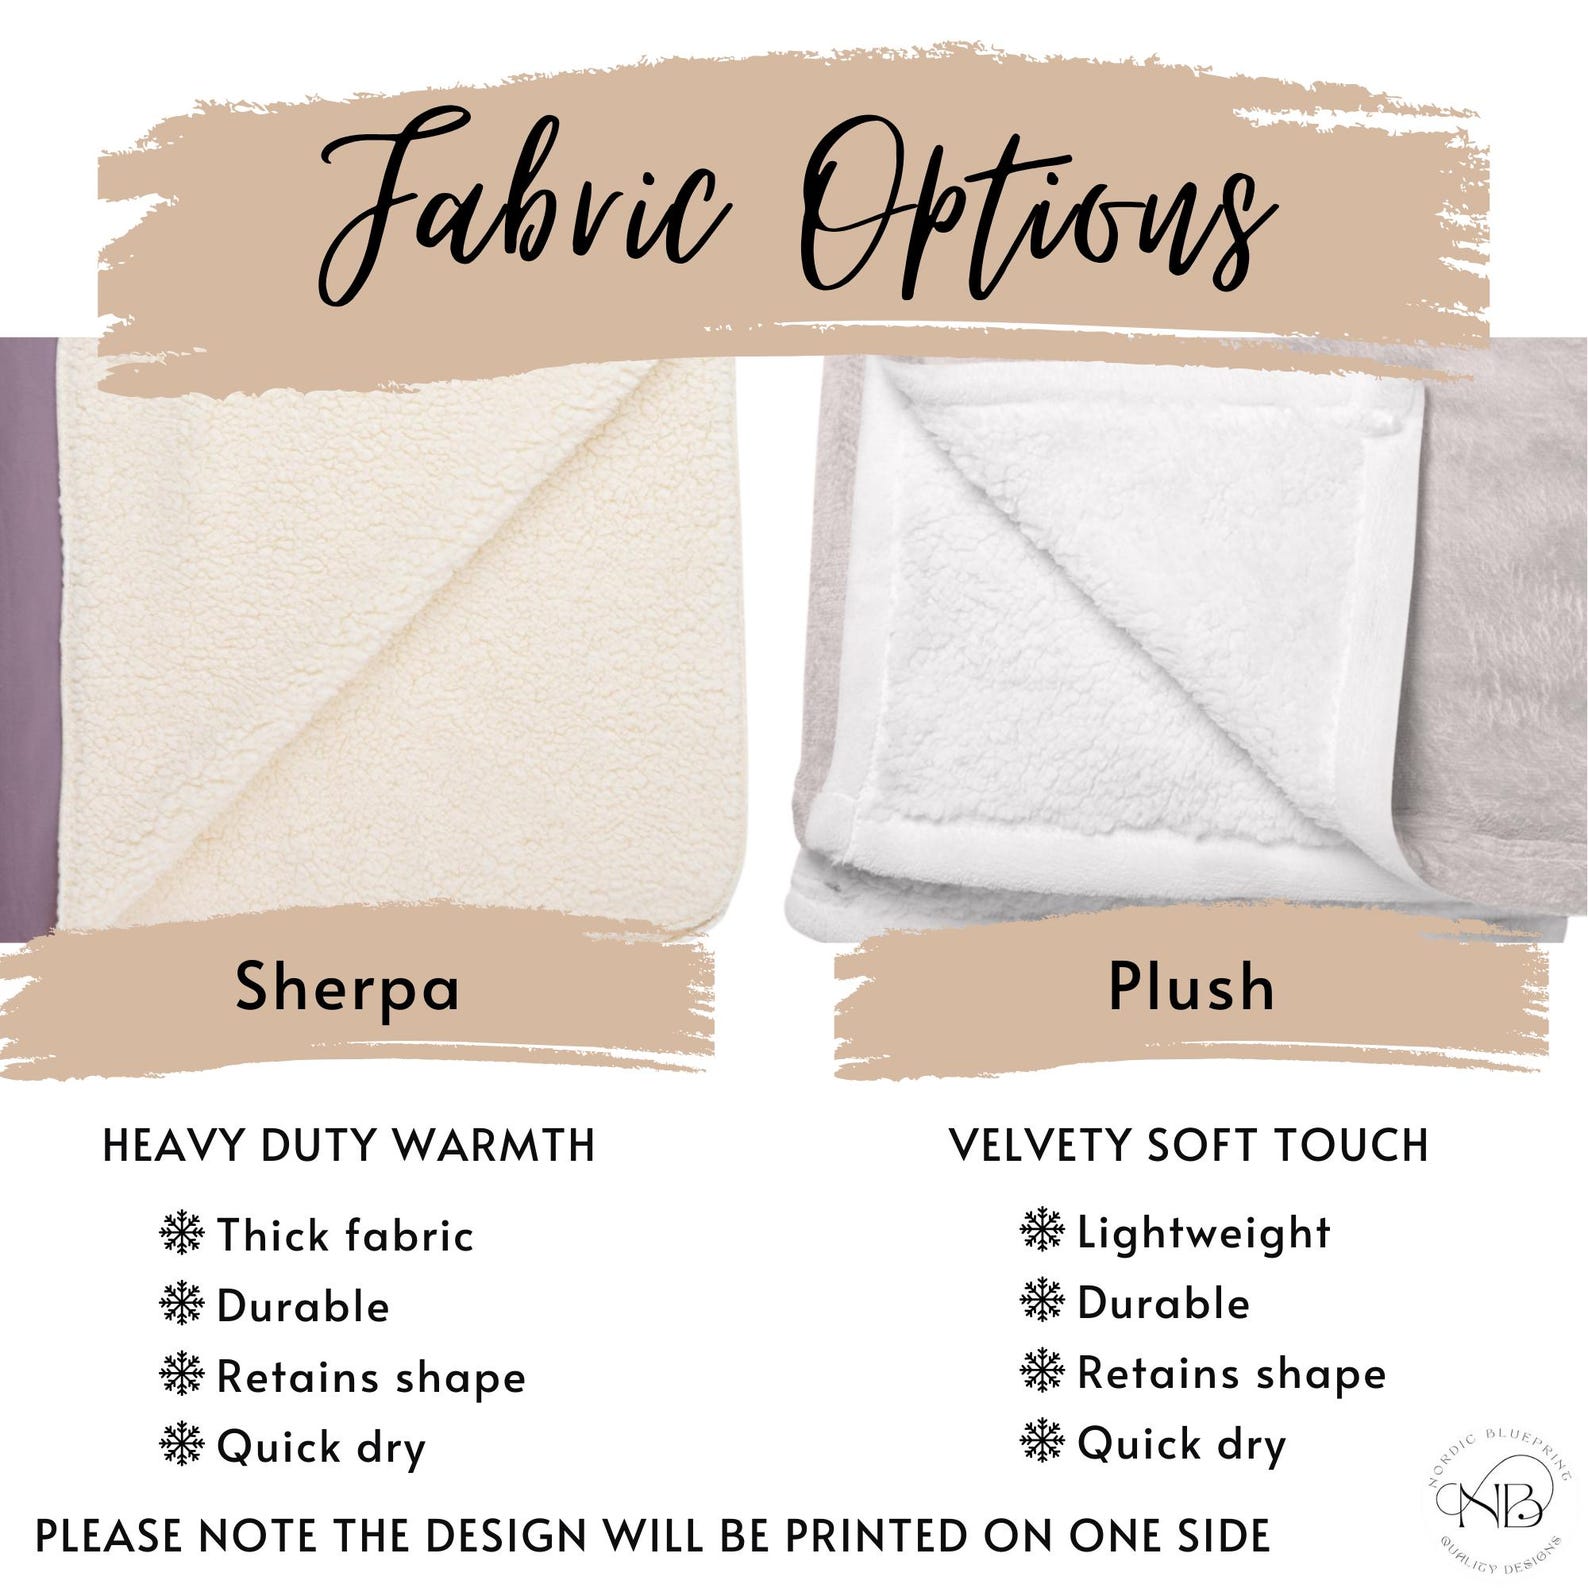 Fabric Options
Sherpa
HEAVY DUTY WARMTH
Thick fabric
Durable
Retains shape
Quick dry
Plush
VELVETY SOFT TOUCH
Lightweight
Durable
Retains shape
Quick dry
PLEASE NOTE THE DESIGN WILL BE PRINTED ON ONE SIDE
NORDIC BLUEPRINT
NB
QUALITY DESIGNS